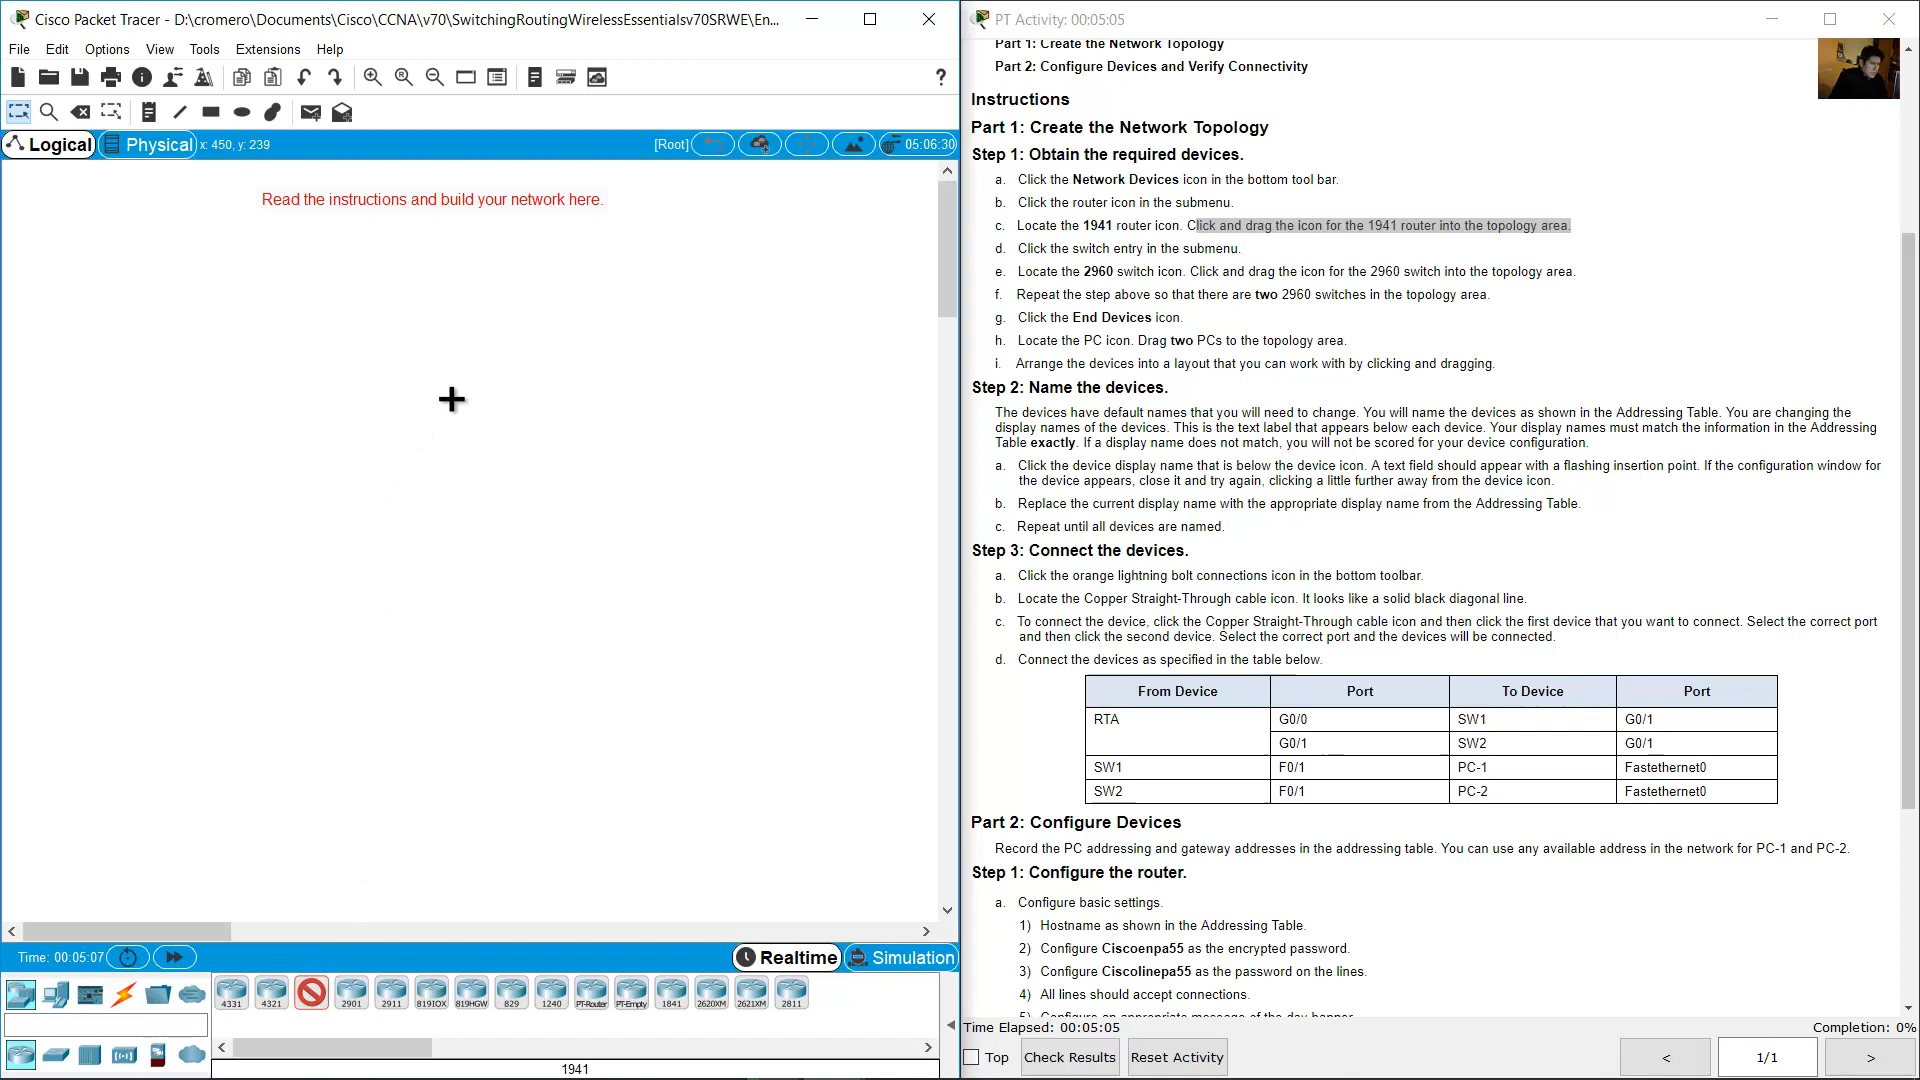 Cisco Packet Tracer - D:\cromero\Documents\Cisco\CCNA\v70\SwitchingRoutingWirelessEssentialsv70SRWE\En...
File Edit Options View Tools Extensions Help
?
Logical Physical x: 450, y: 239 [Root] 05:06:30
Read the instructions and build your network here.
Time: 00:05:07 Realtime Simulation
4331 4321 2901 2911 819IOX 819HGW 829 1240 PT-Router PT-Empty 1841 2620XM 2621XM 2811
1941
PT Activity: 00:05:05
Part 1: Create the Network Topology
Part 2: Configure Devices and Verify Connectivity
Instructions
Part 1: Create the Network Topology
Step 1: Obtain the required devices.
a. Click the Network Devices icon in the bottom tool bar.
b. Click the router icon in the submenu.
c. Locate the 1941 router icon. Click and drag the icon for the 1941 router into the topology area.
d. Click the switch entry in the submenu.
e. Locate the 2960 switch icon. Click and drag the icon for the 2960 switch into the topology area.
f. Repeat the step above so that there are two 2960 switches in the topology area.
g. Click the End Devices icon.
h. Locate the PC icon. Drag two PCs to the topology area.
i. Arrange the devices into a layout that you can work with by clicking and dragging.
Step 2: Name the devices.
The devices have default names that you will need to change. You will name the devices as shown in the Addressing Table. You are changing the
display names of the devices. This is the text label that appears below each device. Your display names must match the information in the Addressing
Table exactly. If a display name does not match, you will not be scored for your device configuration.
a. Click the device display name that is below the device icon. A text field should appear with a flashing insertion point. If the configuration window for
the device appears, close it and try again, clicking a little further away from the device icon.
b. Replace the current display name with the appropriate display name from the Addressing Table.
c. Repeat until all devices are named.
Step 3: Connect the devices.
a. Click the orange lightning bolt connections icon in the bottom toolbar.
b. Locate the Copper Straight-Through cable icon. It looks like a solid black diagonal line.
c. To connect the device, click the Copper Straight-Through cable icon and then click the first device that you want to connect. Select the correct port
and then click the second device. Select the correct port and the devices will be connected.
d. Connect the devices as specified in the table below.
From Device Port To Device Port
RTA G0/0 SW1 G0/1
G0/1 SW2 G0/1
SW1 F0/1 PC-1 Fastethernet0
SW2 F0/1 PC-2 Fastethernet0
Part 2: Configure Devices
Record the PC addressing and gateway addresses in the addressing table. You can use any available address in the network for PC-1 and PC-2.
Step 1: Configure the router.
a. Configure basic settings.
1) Hostname as shown in the Addressing Table.
2) Configure Ciscoenpa55 as the encrypted password.
3) Configure Ciscolinepa55 as the password on the lines.
4) All lines should accept connections.
5) Configure an appropriate message of the day banner.
Time Elapsed: 00:05:05 Completion: 0%
Top Check Results Reset Activity < 1/1 >